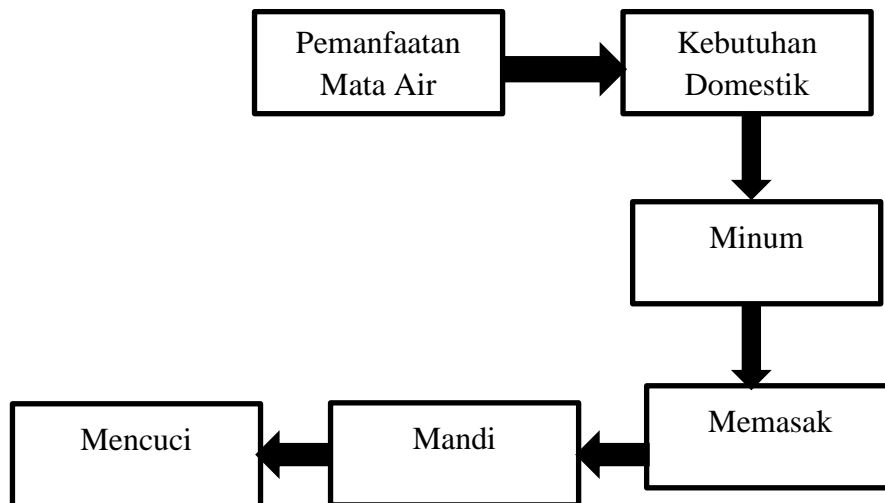 Pemanfaatan
Mata Air
Kebutuhan
Domestik
Minum
Memasak
Mandi
Mencuci